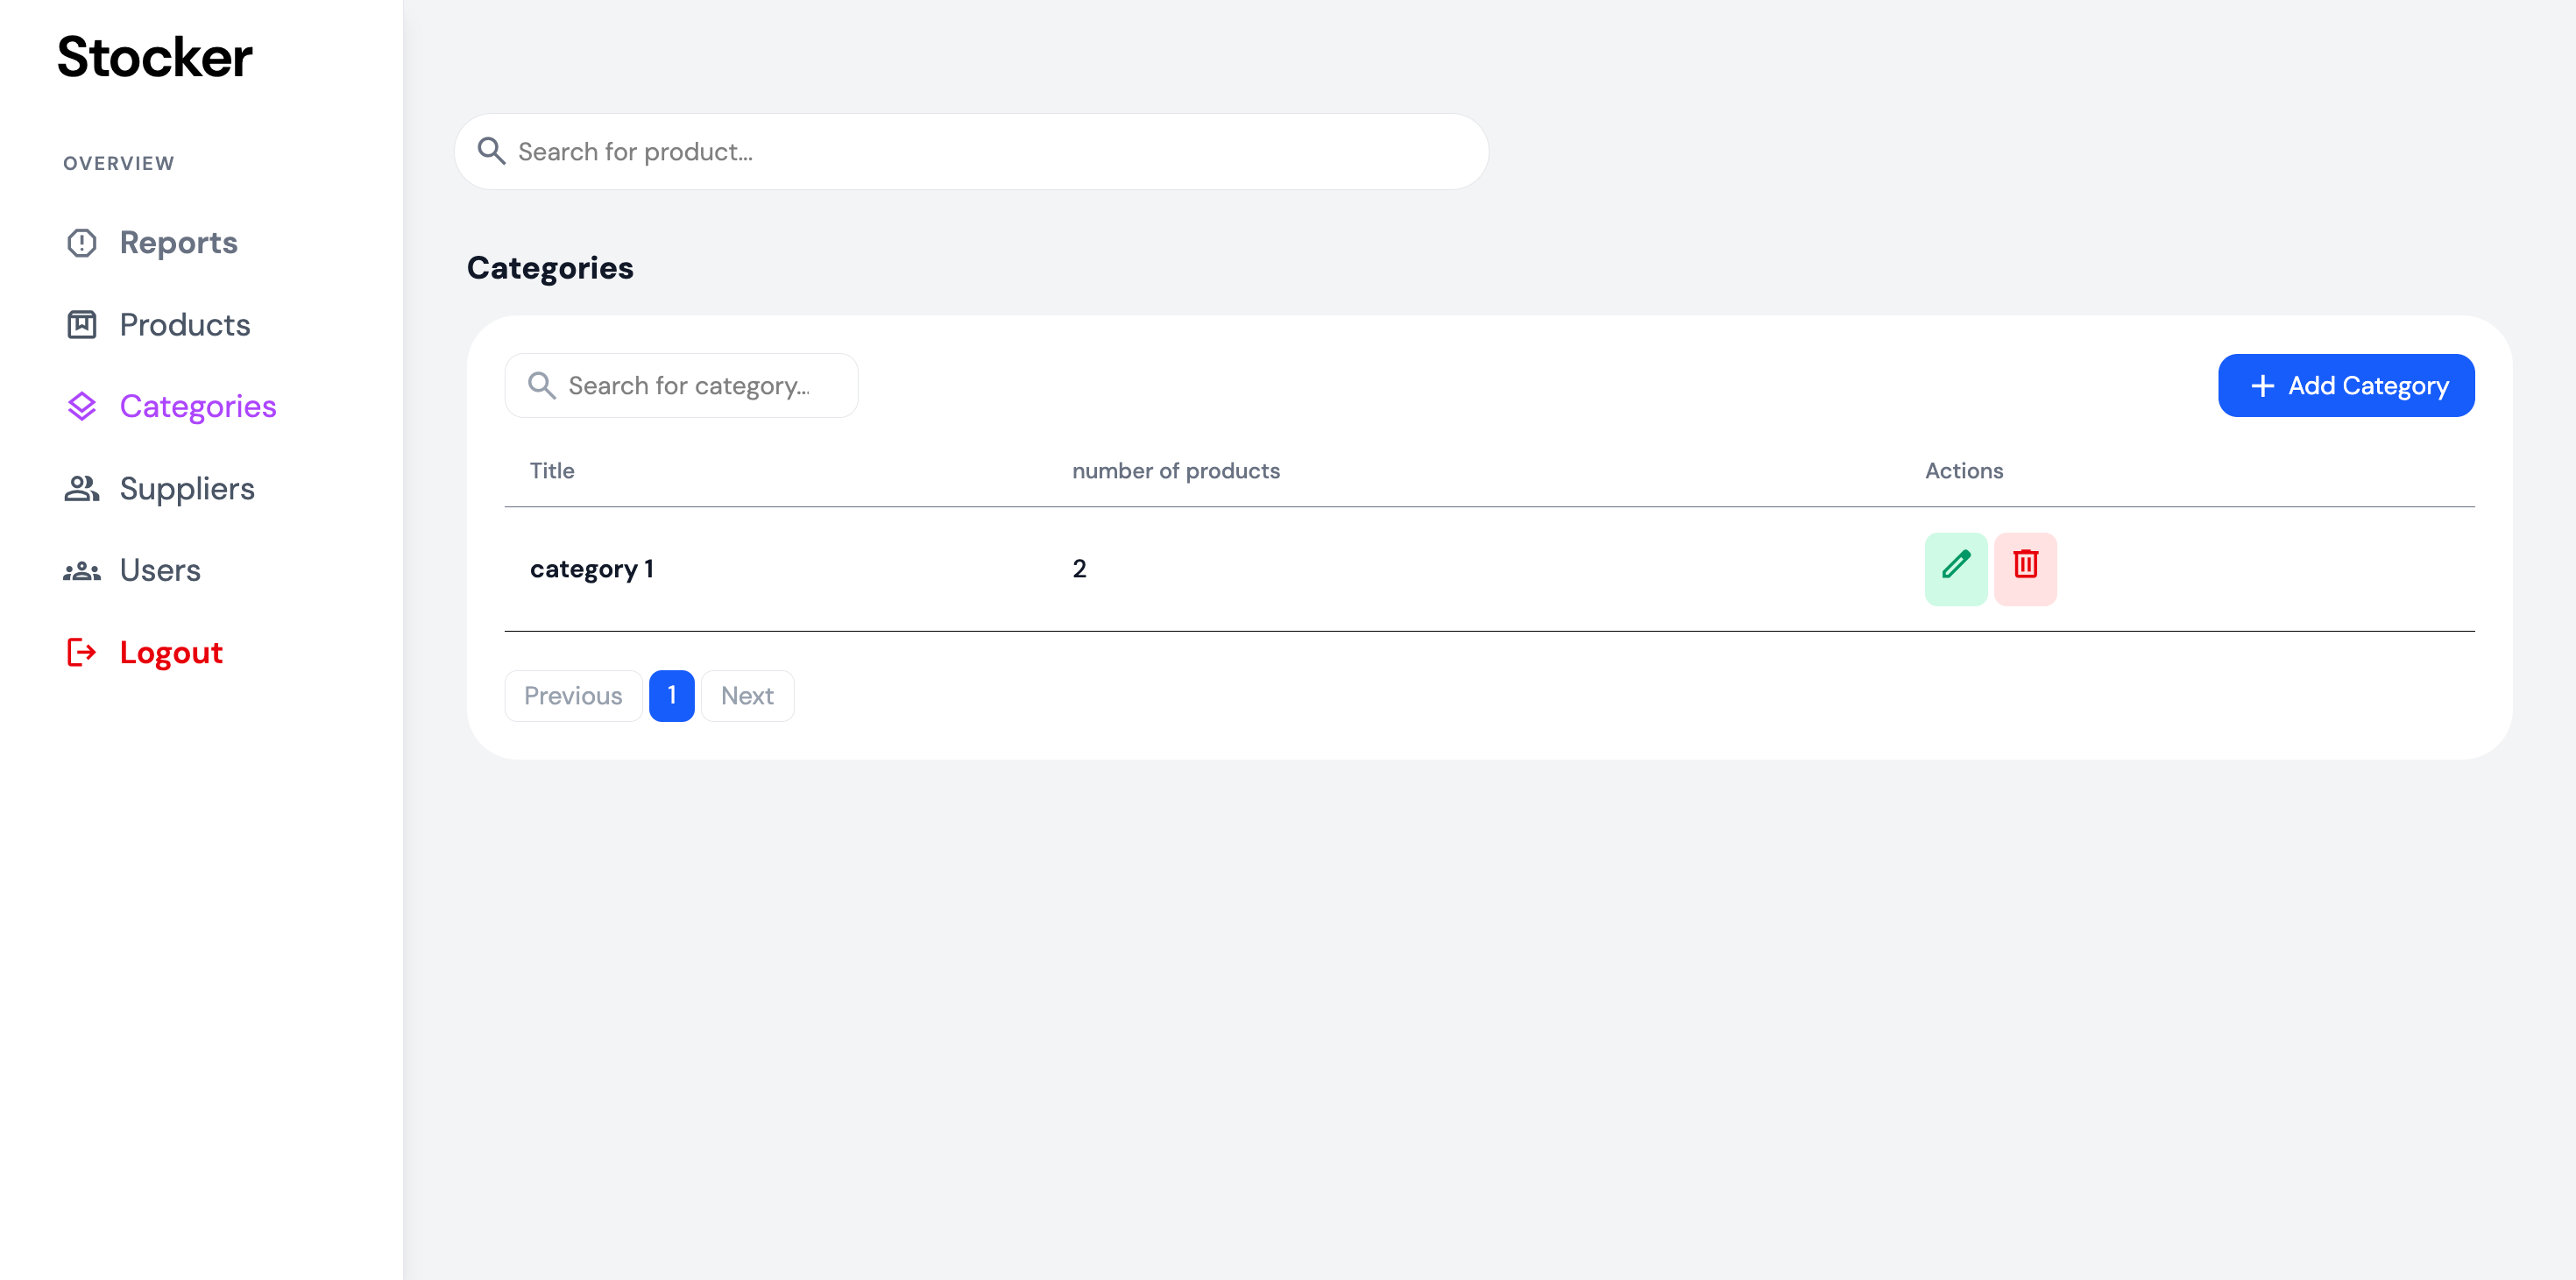 Stocker
OVERVIEW
Reports
Products
Categories
Suppliers
Users
Logout
Search for product...
Categories
Search for category...
Add Category
Title number of products Actions
category 1 2
Previous 1 Next